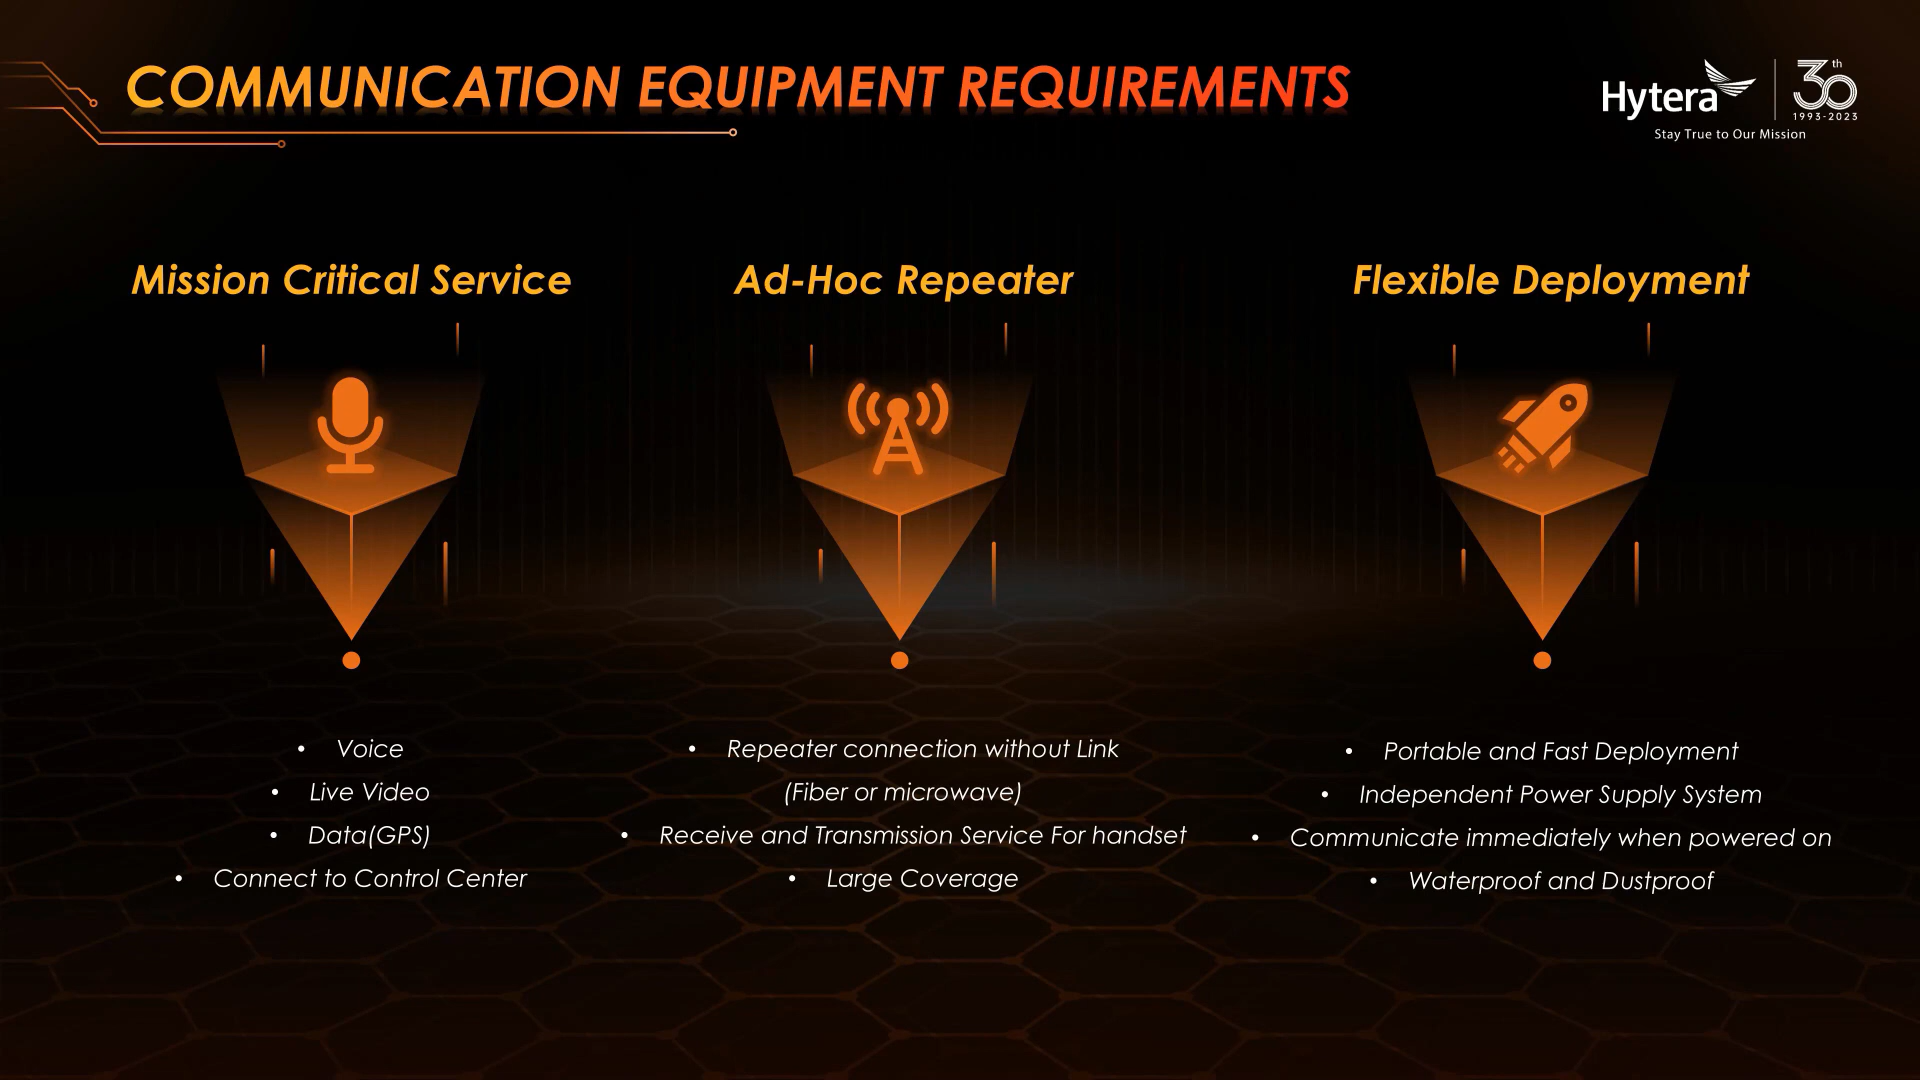 COMMUNICATION EQUIPMENT REQUIREMENTS
Hytera
30th
1993-2023
Stay True to Our Mission
Mission Critical Service
• Voice
• Live Video
• Data(GPS)
• Connect to Control Center
Ad-Hoc Repeater
• Repeater connection without Link
(Fiber or microwave)
• Receive and Transmission Service For handset
• Large Coverage
Flexible Deployment
• Portable and Fast Deployment
• Independent Power Supply System
• Communicate immediately when powered on
• Waterproof and Dustproof